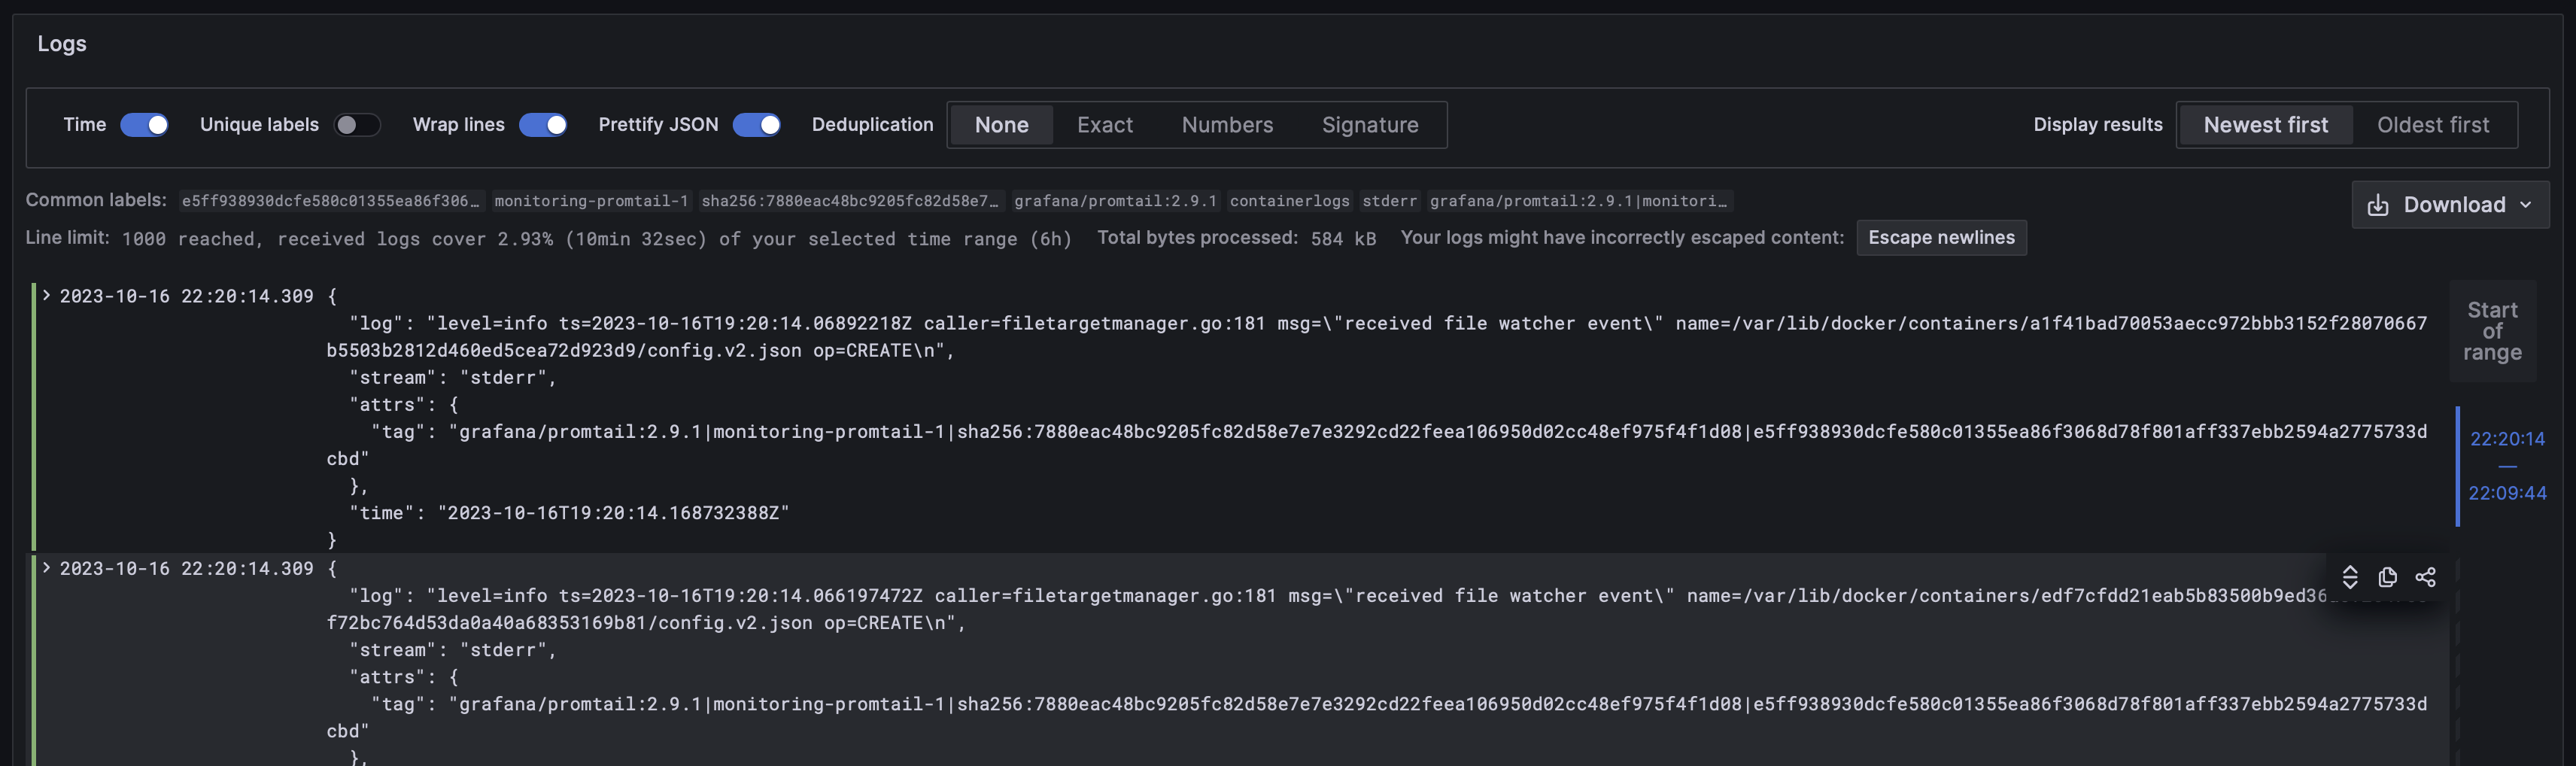 Logs
Time Unique labels Wrap lines Prettify JSON Deduplication None Exact Numbers Signature Display results Newest first Oldest first
Common labels: e5ff938930dcfe580c01355ea86f306… monitoring-promtail-1 sha256:7880eac48bc9205fc82d58e7… grafana/promtail:2.9.1 containerlogs stderr grafana/promtail:2.9.1|monitori… Download
Line limit: 1000 reached, received logs cover 2.93% (10min 32sec) of your selected time range (6h) Total bytes processed: 584 kB Your logs might have incorrectly escaped content: Escape newlines
2023-10-16 22:20:14.309 {
"log": "level=info ts=2023-10-16T19:20:14.06892218Z caller=filetargetmanager.go:181 msg=\"received file watcher event\" name=/var/lib/docker/containers/a1f41bad70053aecc972bbb3152f28070667
b5503b2812d460ed5cea72d923d9/config.v2.json op=CREATE\n",
"stream": "stderr",
"attrs": {
"tag": "grafana/promtail:2.9.1|monitoring-promtail-1|sha256:7880eac48bc9205fc82d58e7e7e3292cd22feea106950d02cc48ef975f4f1d08|e5ff938930dcfe580c01355ea86f3068d78f801aff337ebb2594a2775733d
cbd"
},
"time": "2023-10-16T19:20:14.168732388Z"
}
Start
of
range
22:20:14
—
22:09:44
2023-10-16 22:20:14.309 {
"log": "level=info ts=2023-10-16T19:20:14.066197472Z caller=filetargetmanager.go:181 msg=\"received file watcher event\"
f72bc764d53da0a40a68353169b81/config.v2.json op=CREATE\n",
"stream": "stderr",
"attrs": {
"tag": "grafana/promtail:2.9.1|monitoring-promtail-1|sha256:7880eac48bc9205fc82d58e7e7e3292cd22feea106950d02cc48ef975f4f1d08|e5ff938930dcfe580c01355ea86f3068d78f801aff337ebb2594a2775733d
cbd"
},